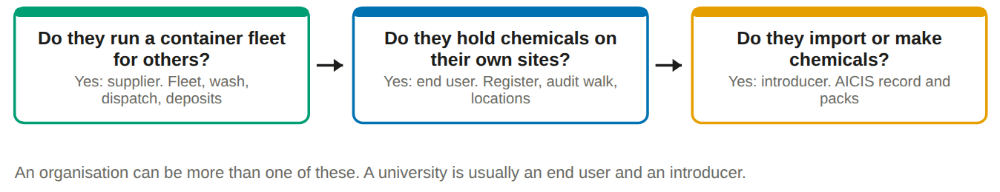 Do they run a container fleet
for others?
Yes: supplier. Fleet, wash,
dispatch, deposits
Do they hold chemicals on
their own sites?
Yes: end user. Register, audit walk,
locations
Do they import or make
chemicals?
Yes: introducer. AICIS record and
packs
An organisation can be more than one of these. A university is usually an end user and an introducer.